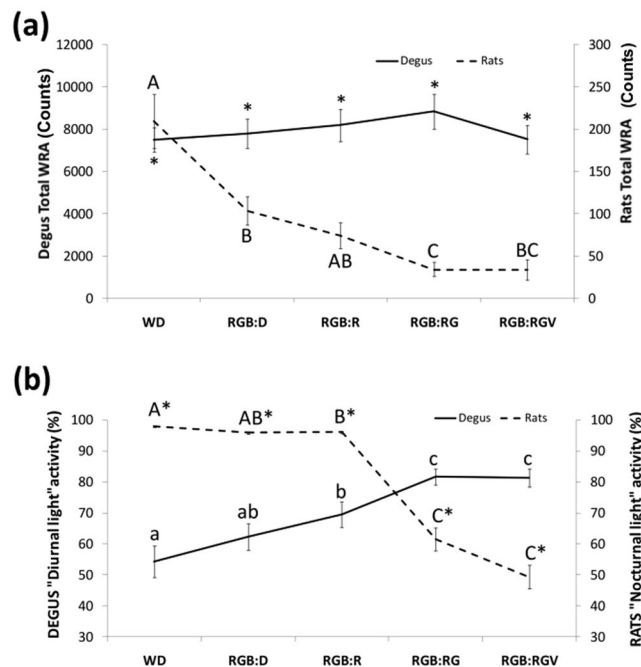 (a)
12000
10000
8000
6000
4000
2000
0
Degus Total WRA (Counts)
Degus Rats
300
250
200
150
100
50
0
Rats Total WRA (Counts)
A
*
*
*
*
*
B
AB
C
BC
WD RGB:D RGB:R RGB:RG RGB:RGV
(b)
100
90
80
70
60
50
40
30
DEGUS "Diurnal light" activity (%)
Degus Rats
100
90
80
70
60
50
40
30
RATS "Nocturnal light" activity (%)
A*
AB*
B*
c
c
a
ab
b
C*
C*
WD RGB:D RGB:R RGB:RG RGB:RGV